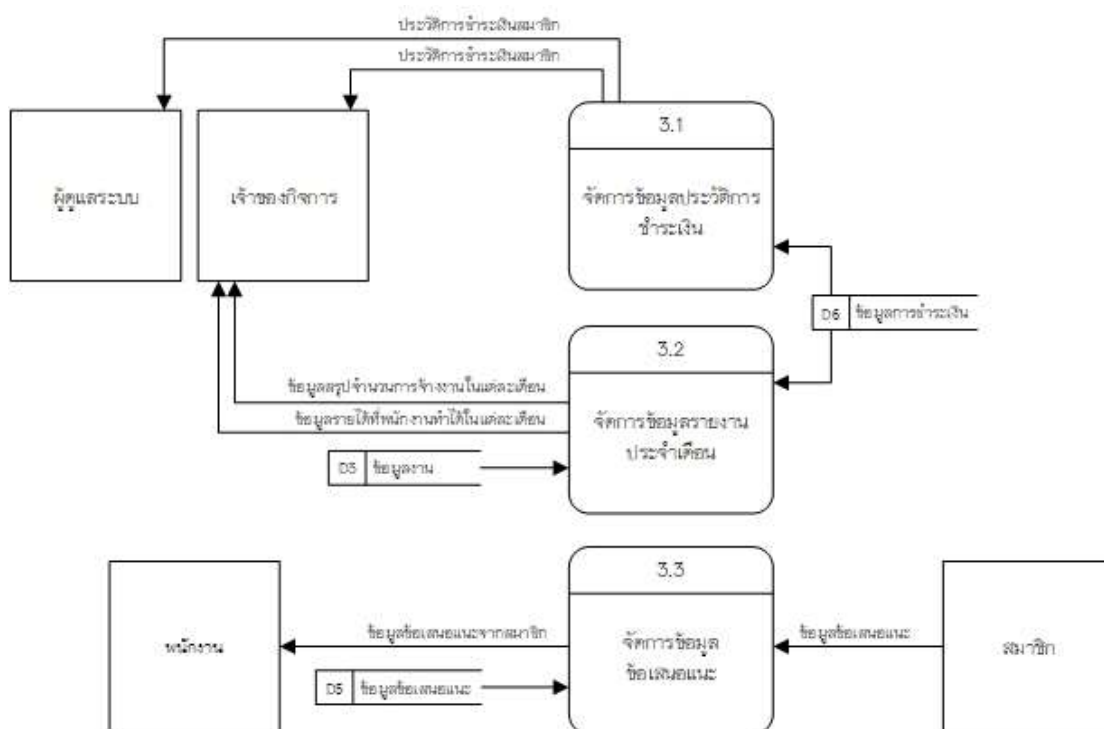 ประวัติการชำระเงินสมาชิก
ประวัติการชำระเงินสมาชิก
3.1
ผู้ดูแลระบบ
เจ้าของกิจการ
จัดการข้อมูลประวัติการ
ชำระเงิน
D6 ข้อมูลการชำระเงิน
3.2
ข้อมูลสรุปจำนวนการจ้างงานในแต่ละเดือน
ข้อมูลรายได้ที่พนักงานทำได้ในแต่ละเดือน
จัดการข้อมูลรายงาน
ประจำเดือน
D3 ข้อมูลงาน
3.3
ข้อมูลข้อเสนอแนะจากสมาชิก
ข้อมูลข้อเสนอแนะ
พนักงาน
จัดการข้อมูล
ข้อเสนอแนะ
สมาชิก
D5 ข้อมูลข้อเสนอแนะ